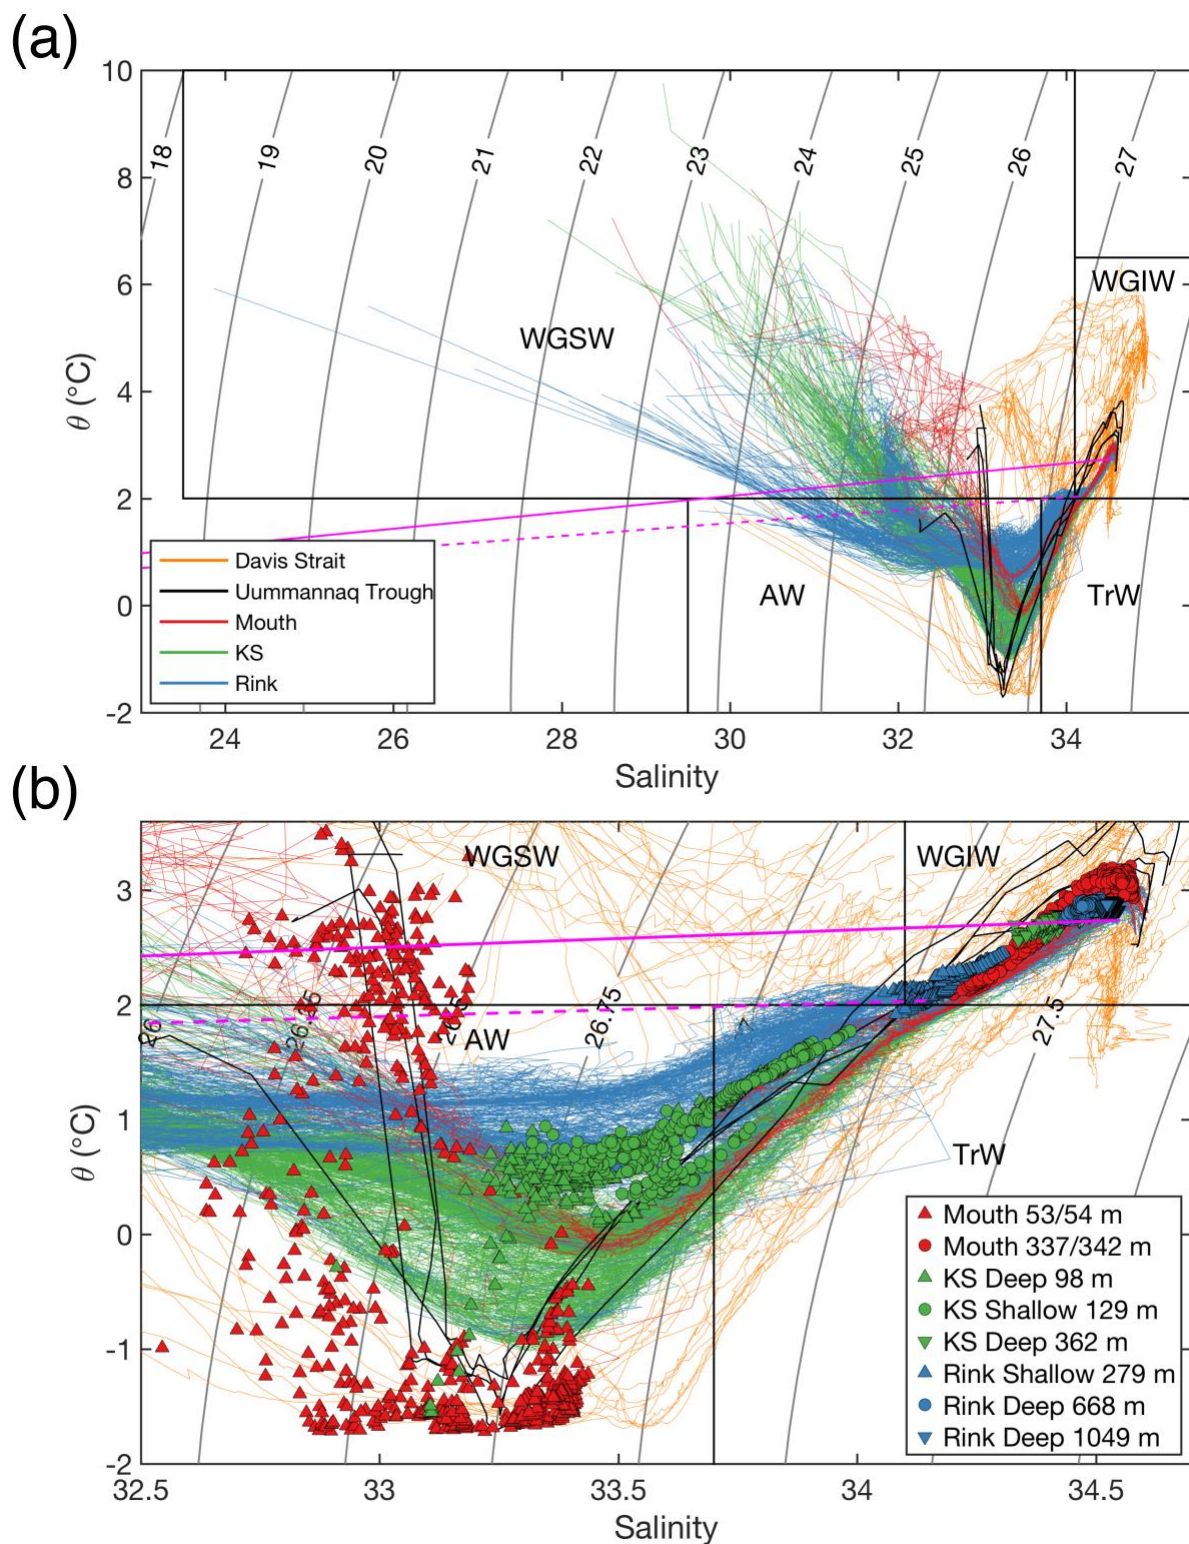 (a)
10
8
6
4
2
0
-2
θ (°C)
18
19
20
21
22
23
24
25
26
27
WGSW
WGIW
AW
TrW
Davis Strait
Uummannaq Trough
Mouth
KS
Rink
24
26
28
30
32
34
Salinity
(b)
3
2
1
0
-1
-2
θ (°C)
WGSW
WGIW
26
26.75
27.5
AW
TrW
Mouth 53/54 m
Mouth 337/342 m
KS Deep 98 m
KS Shallow 129 m
KS Deep 362 m
Rink Shallow 279 m
Rink Deep 668 m
Rink Deep 1049 m
32.5
33
33.5
34
34.5
Salinity